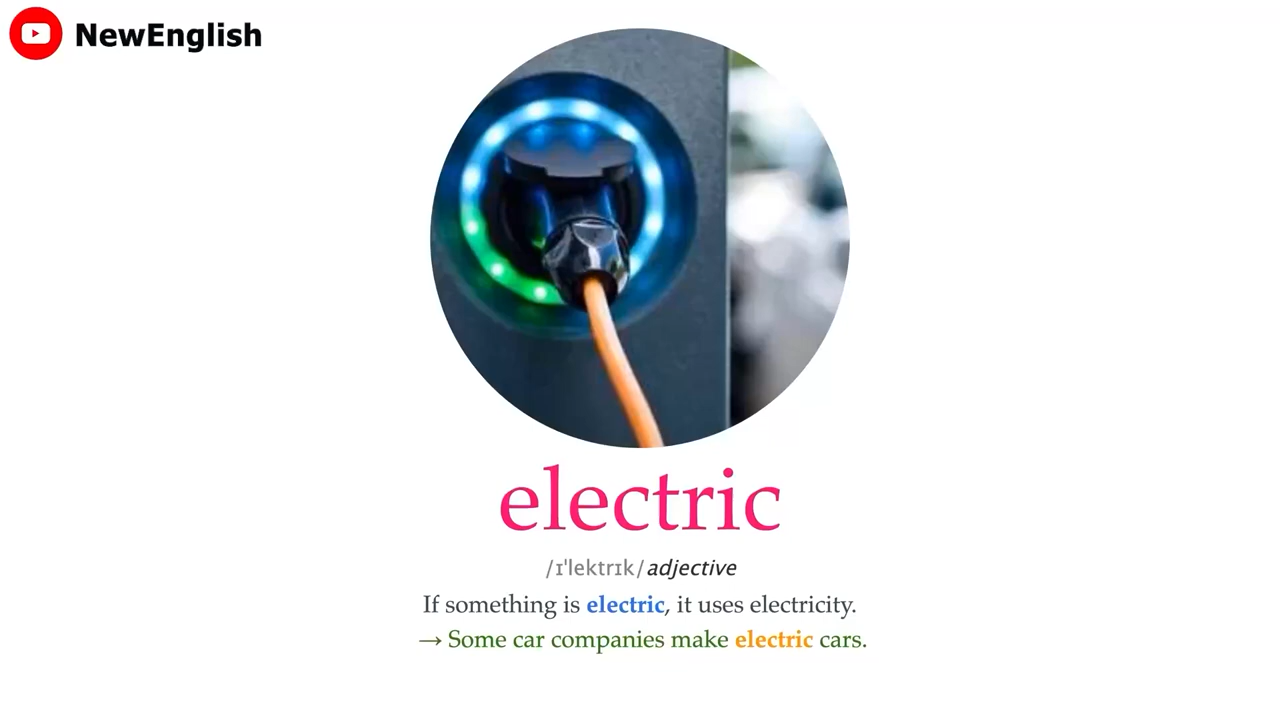 NewEnglish
electric
/ɪˈlektrɪk/adjective
If something is electric, it uses electricity.
→ Some car companies make electric cars.